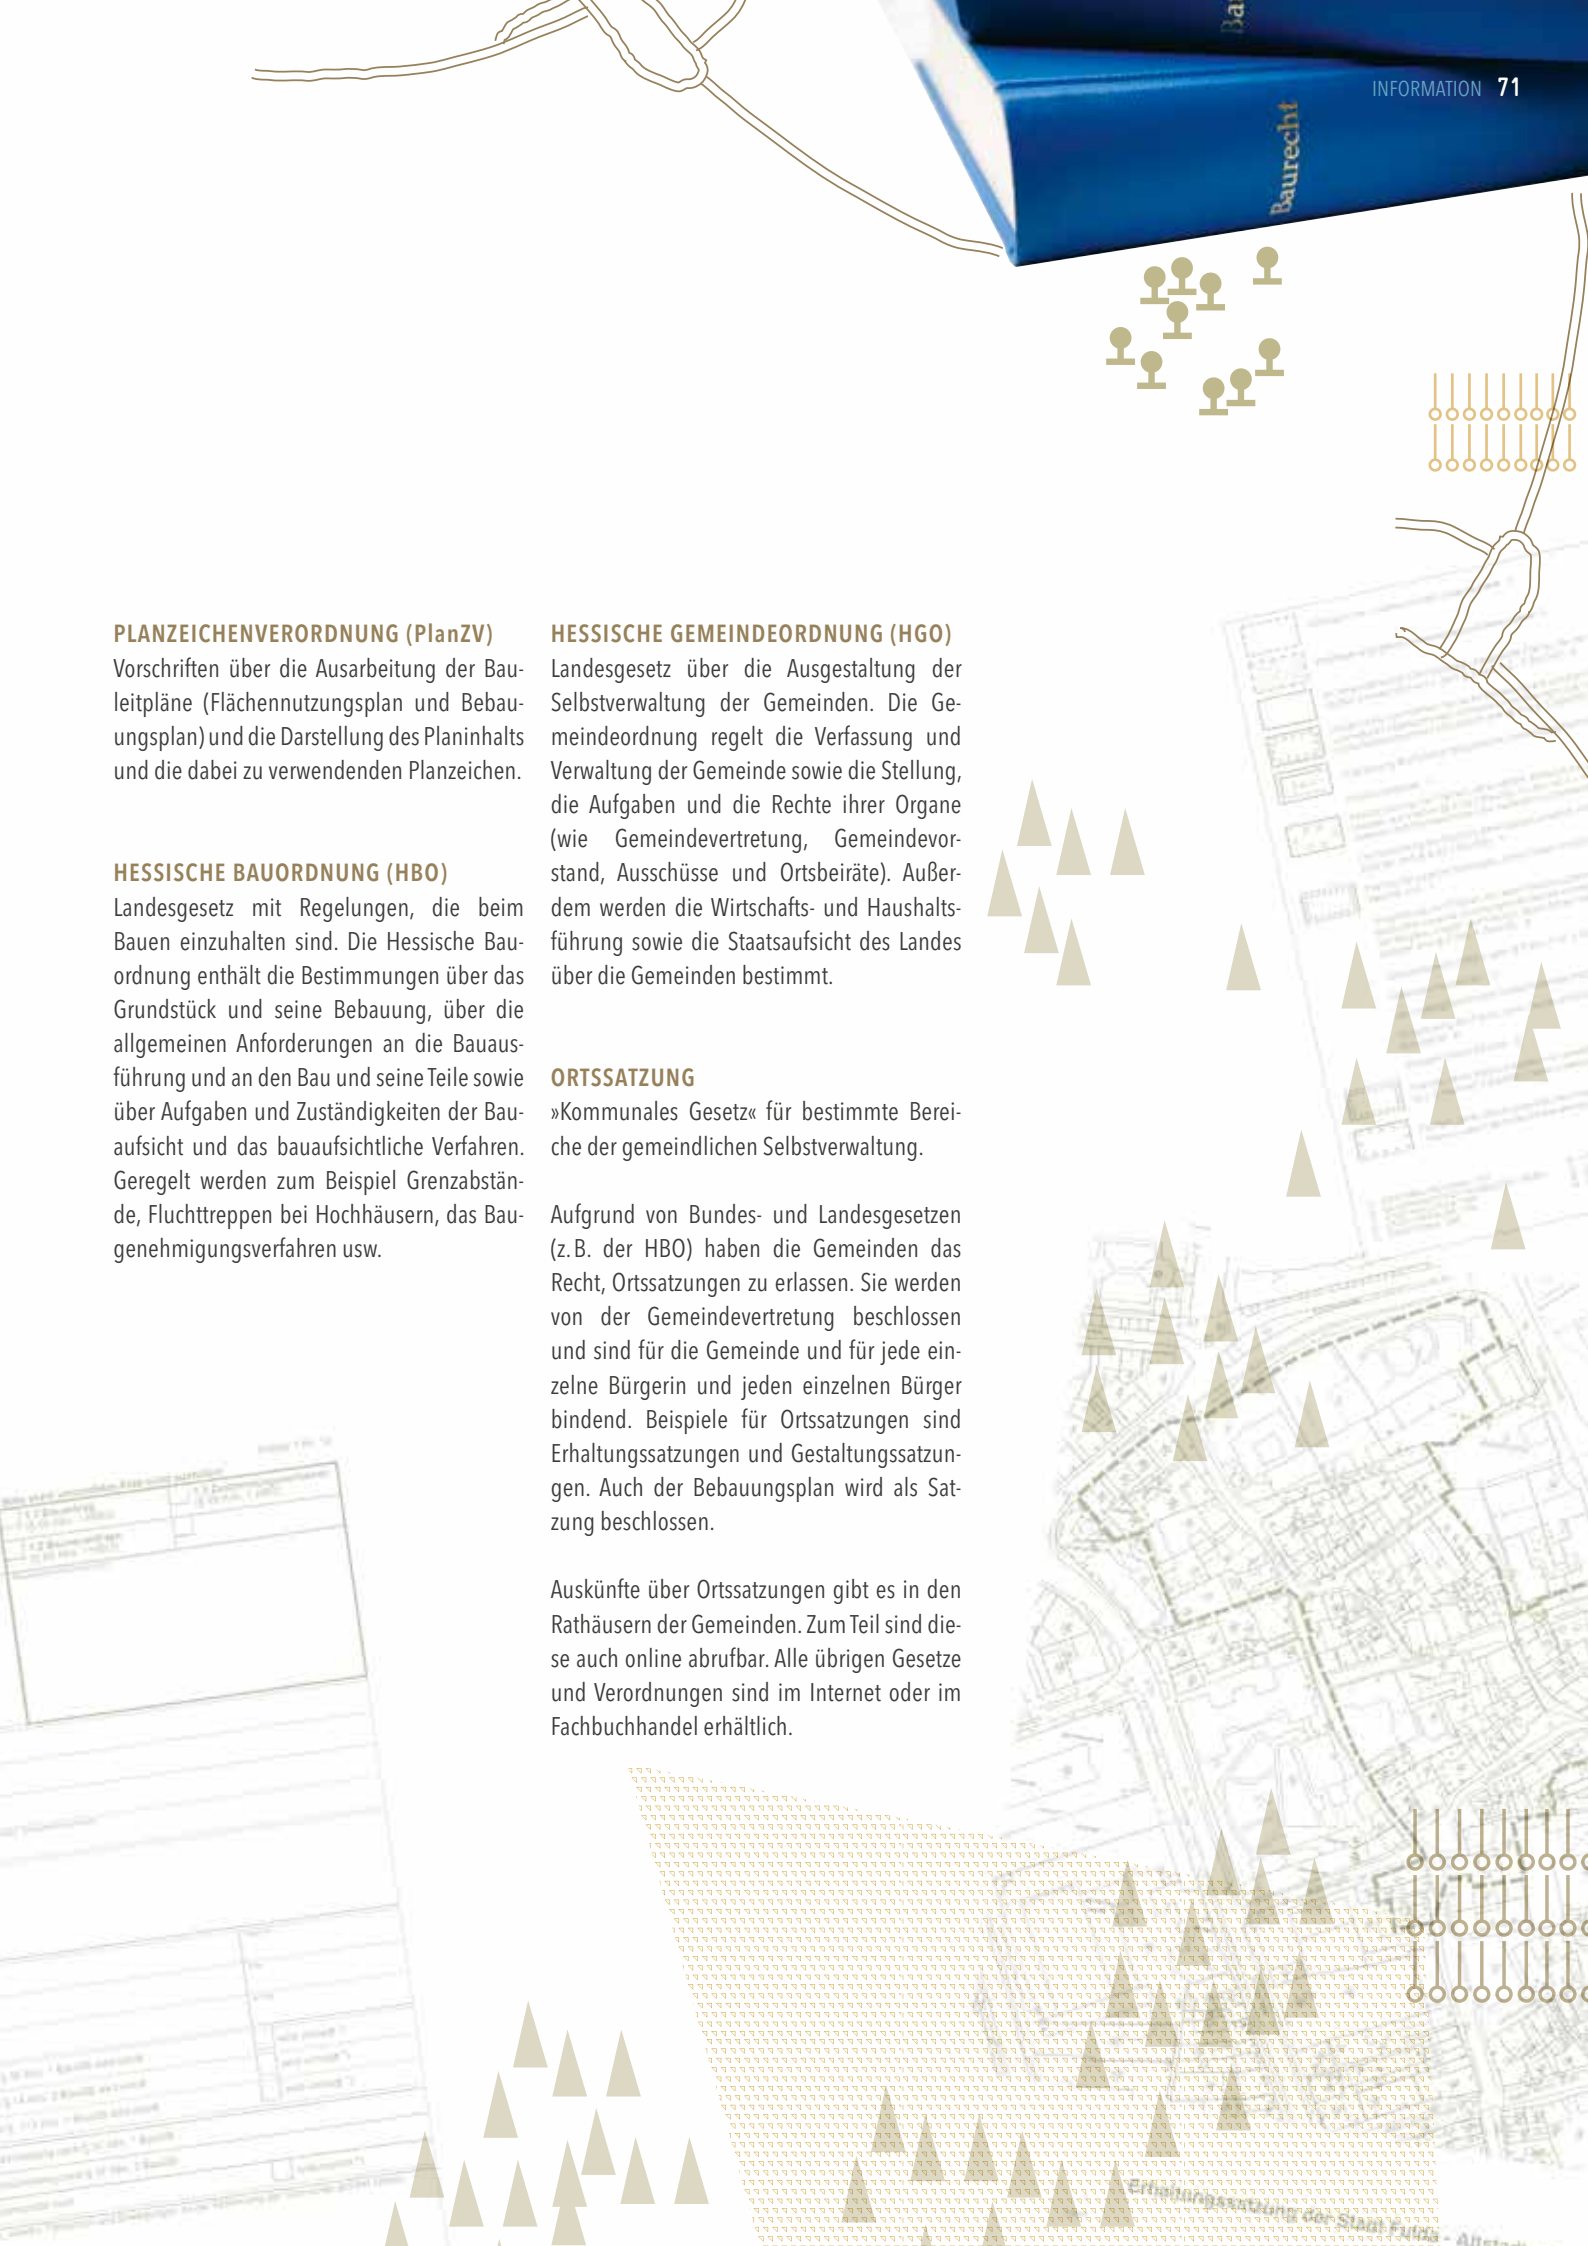 INFORMATION 71
Baurecht
PLANZEICHENVERORDNUNG (PlanZV)
Vorschriften über die Ausarbeitung der Bau-
leitpläne (Flächennutzungsplan und Bebau-
ungsplan) und die Darstellung des Planinhalts
und die dabei zu verwendenden Planzeichen.
HESSISCHE BAUORDNUNG (HBO)
Landesgesetz mit Regelungen, die beim
Bauen einzuhalten sind. Die Hessische Bau-
ordnung enthält die Bestimmungen über das
Grundstück und seine Bebauung, über die
allgemeinen Anforderungen an die Bauaus-
führung und an den Bau und seine Teile sowie
über Aufgaben und Zuständigkeiten der Bau-
aufsicht und das bauaufsichtliche Verfahren.
Geregelt werden zum Beispiel Grenzabstän-
de, Fluchttreppen bei Hochhäusern, das Bau-
genehmigungsverfahren usw.
HESSISCHE GEMEINDEORDNUNG (HGO)
Landesgesetz über die Ausgestaltung der
Selbstverwaltung der Gemeinden. Die Ge-
meindeordnung regelt die Verfassung und
Verwaltung der Gemeinde sowie die Stellung,
die Aufgaben und die Rechte ihrer Organe
(wie Gemeindevertretung, Gemeindevor-
stand, Ausschüsse und Ortsbeiräte). Außer-
dem werden die Wirtschafts- und Haushalts-
führung sowie die Staatsaufsicht des Landes
über die Gemeinden bestimmt.
ORTSSATZUNG
»Kommunales Gesetz« für bestimmte Berei-
che der gemeindlichen Selbstverwaltung.
Aufgrund von Bundes- und Landesgesetzen
(z. B. der HBO) haben die Gemeinden das
Recht, Ortssatzungen zu erlassen. Sie werden
von der Gemeindevertretung beschlossen
und sind für die Gemeinde und für jede ein-
zelne Bürgerin und jeden einzelnen Bürger
bindend. Beispiele für Ortssatzungen sind
Erhaltungssatzungen und Gestaltungssatzun-
gen. Auch der Bebauungsplan wird als Sat-
zung beschlossen.
Auskünfte über Ortssatzungen gibt es in den
Rathäusern der Gemeinden. Zum Teil sind die-
se auch online abrufbar. Alle übrigen Gesetze
und Verordnungen sind im Internet oder im
Fachbuchhandel erhältlich.
Erhaltungssatzung der Stadt Fulda -